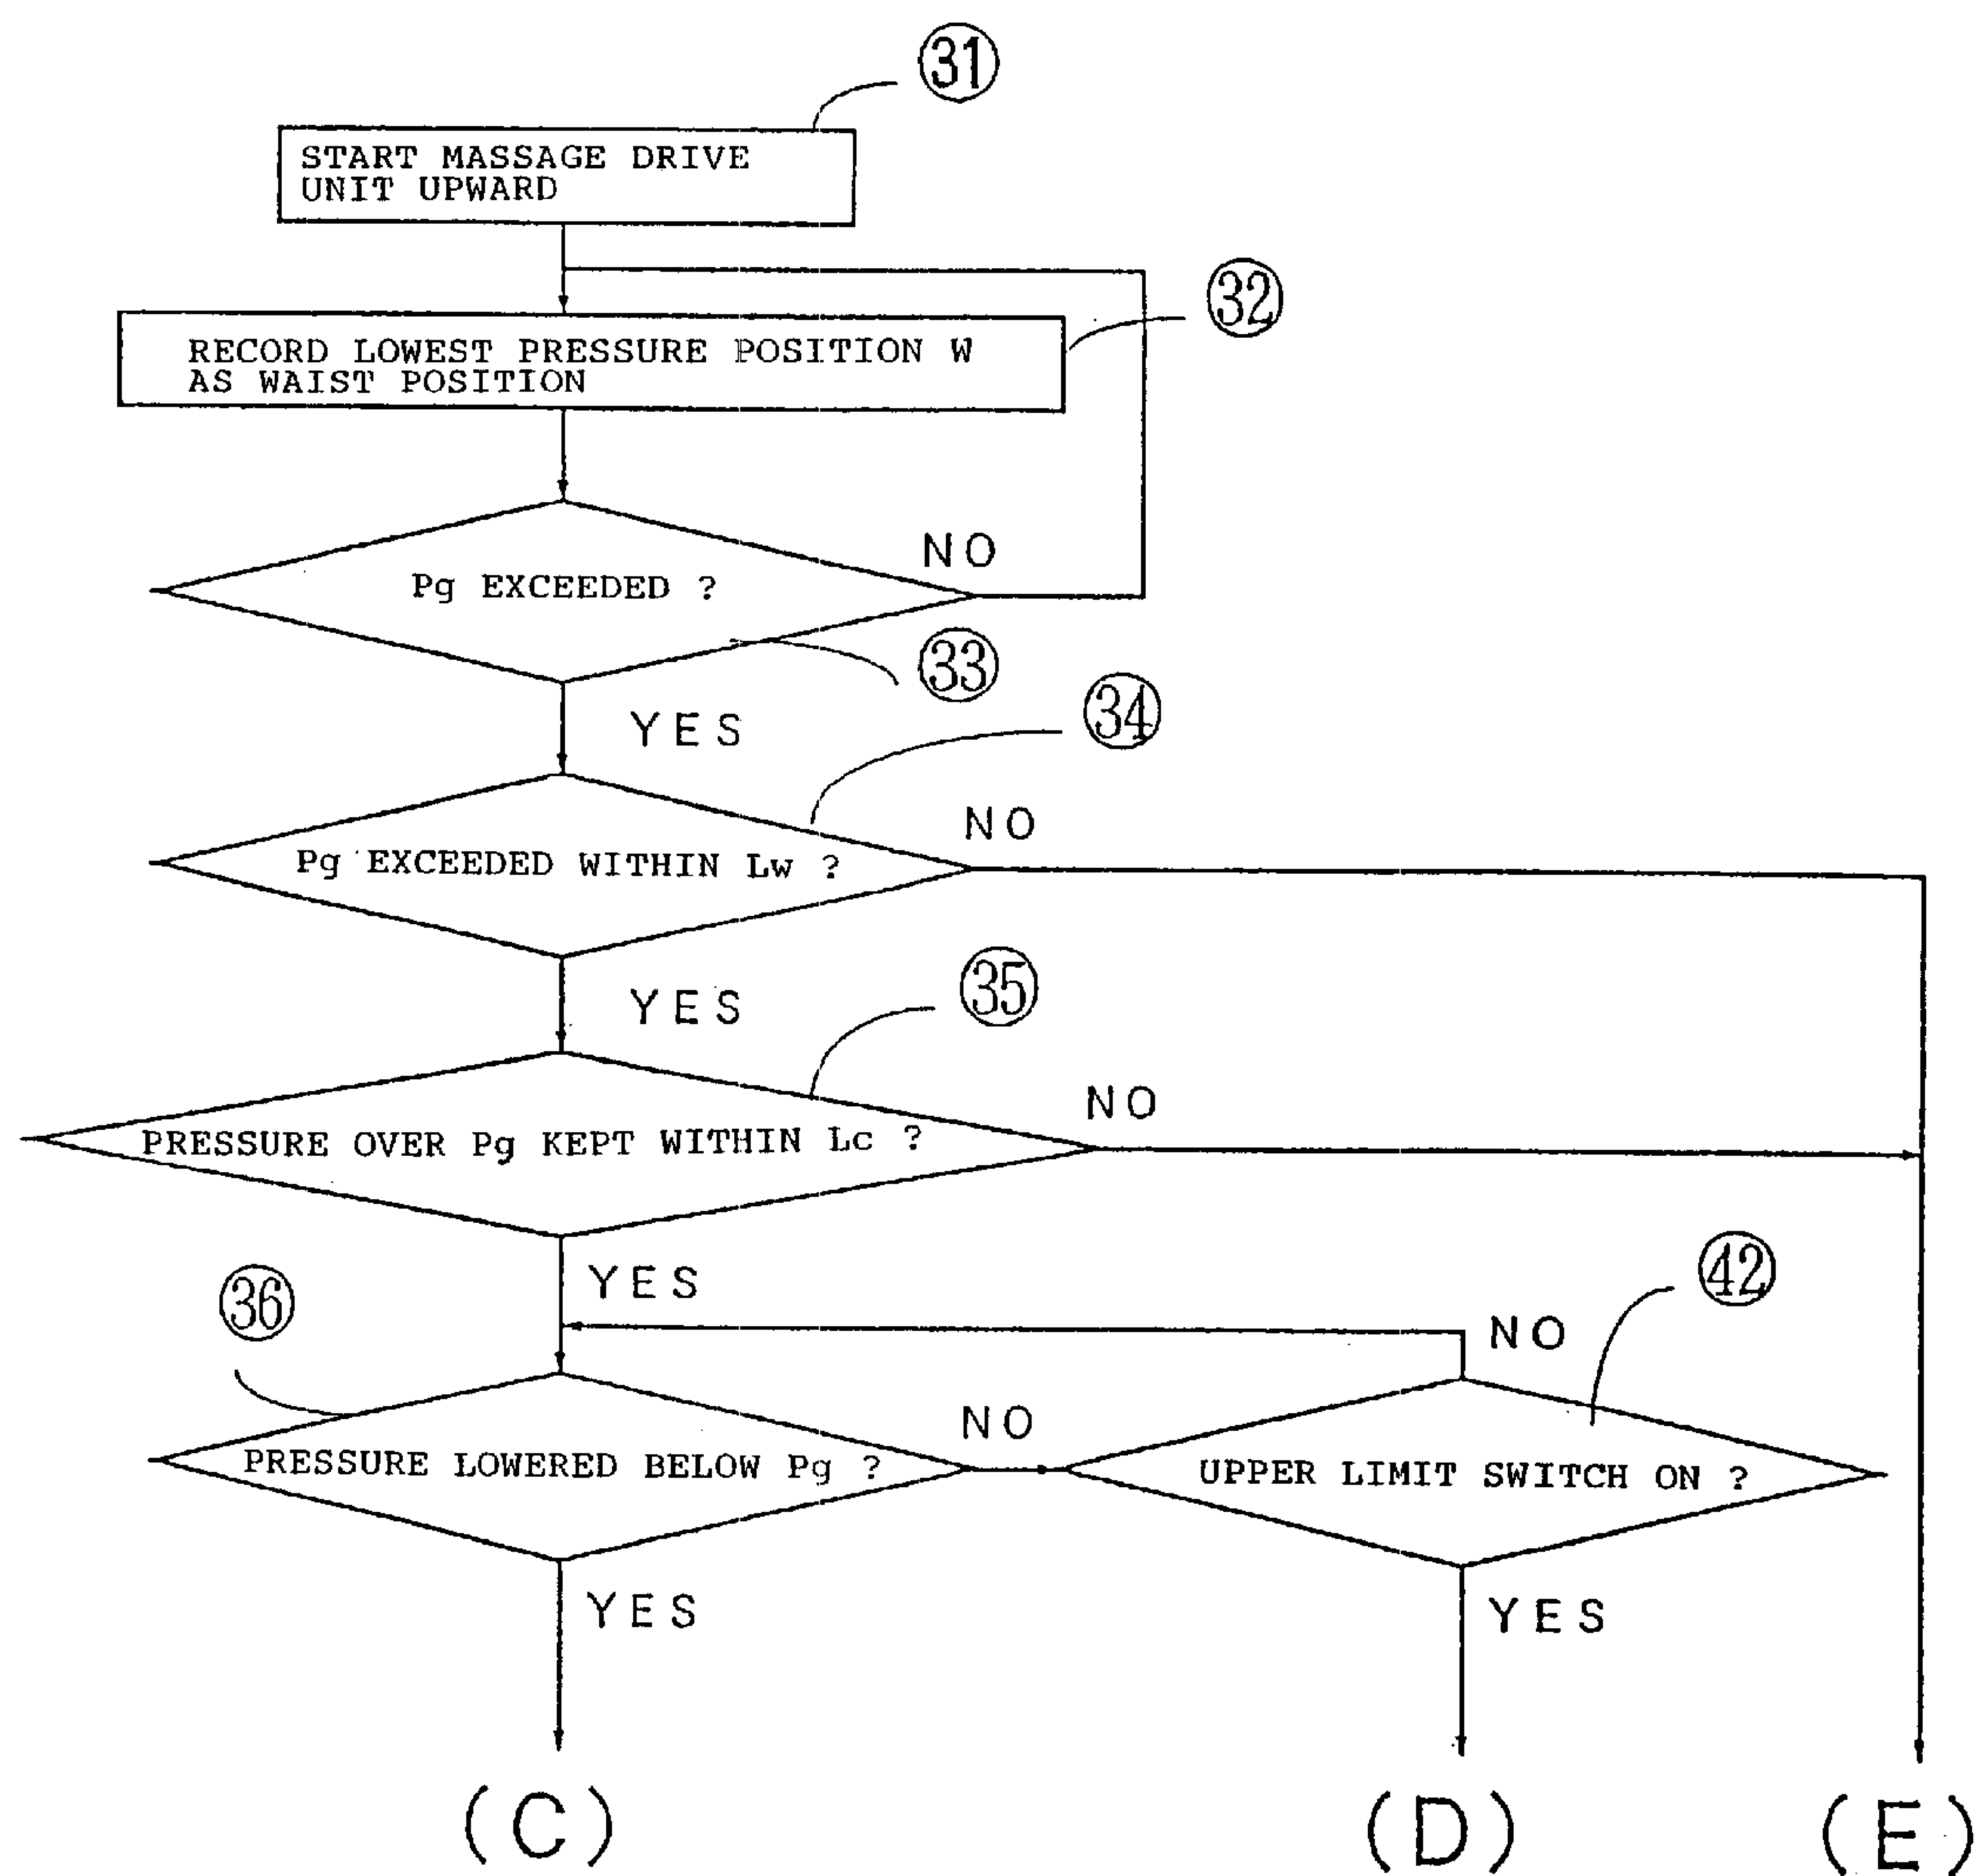 31
START MASSAGE DRIVE
UNIT UPWARD
32
RECORD LOWEST PRESSURE POSITION W
AS WAIST POSITION
NO
Pg EXCEEDED ?
33
YES
34
NO
Pg EXCEEDED WITHIN Lw ?
YES
35
NO
PRESSURE OVER Pg KEPT WITHIN Lc ?
YES
36
42
NO
NO
PRESSURE LOWERED BELOW Pg ?
UPPER LIMIT SWITCH ON ?
YES
YES
(C)
(D)
(E)